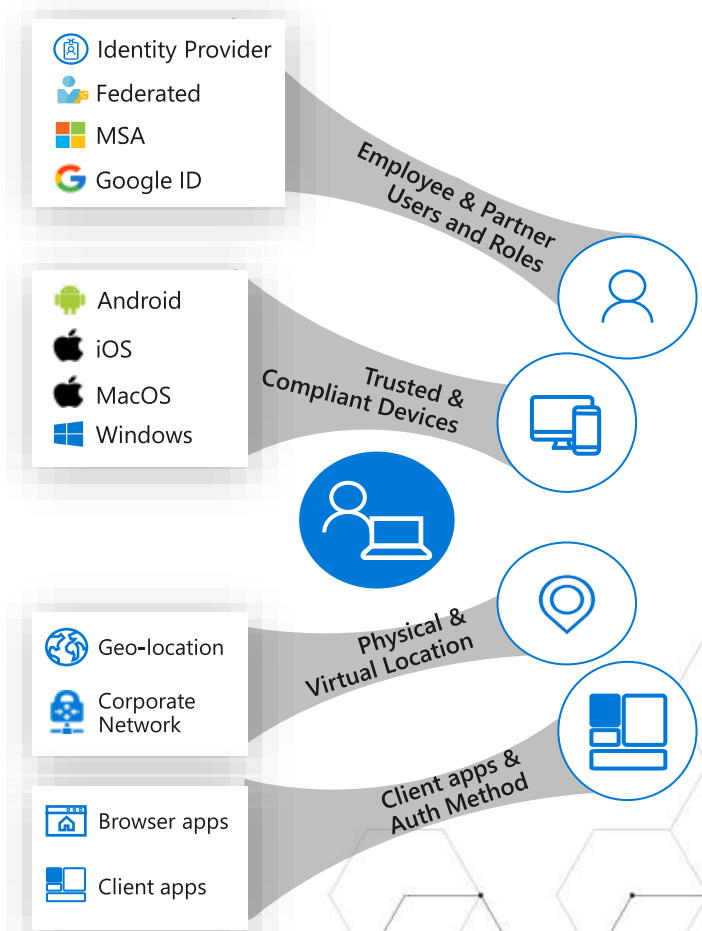 Identity Provider
Federated
MSA
Google ID
Employee & Partner
Users and Roles
Android
iOS
MacOS
Windows
Trusted &
Compliant Devices
Geo-location
Corporate
Network
Physical &
Virtual Location
Browser apps
Client apps
Client apps &
Auth Method